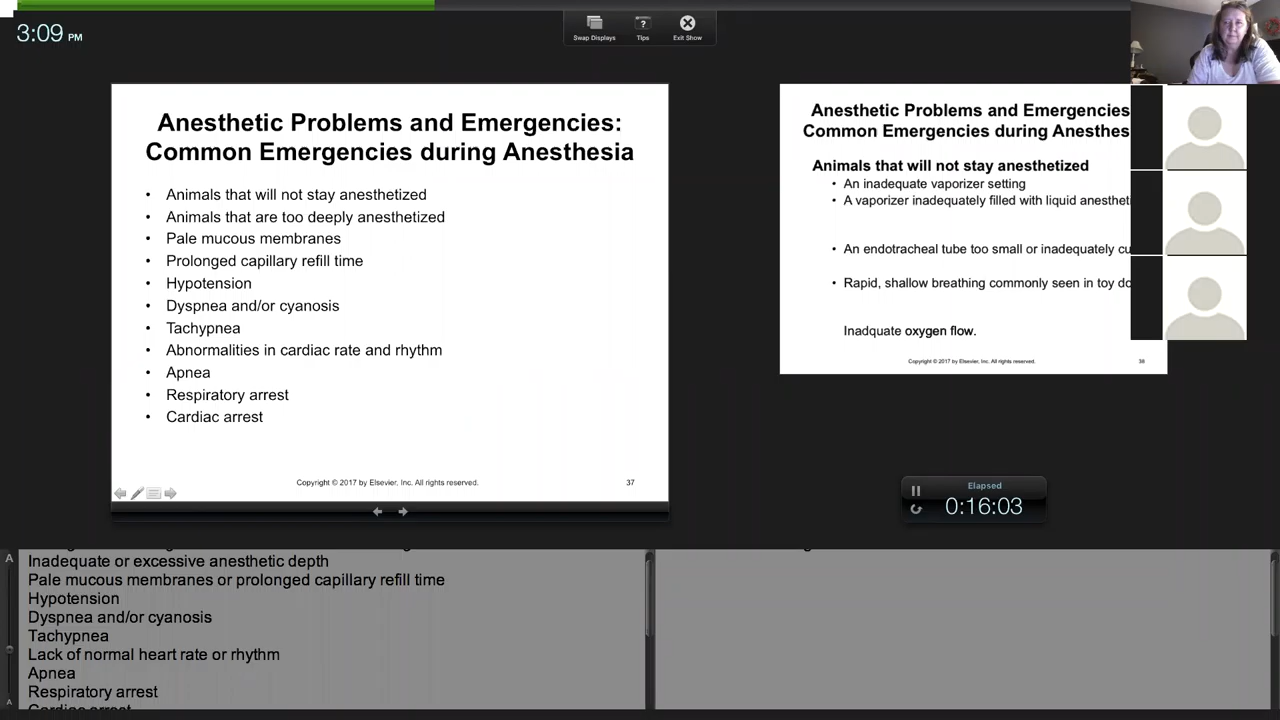 3:09 PM
Swap Displays
Tips
Exit Show
Anesthetic Problems and Emergencies:
Common Emergencies during Anesthesia
• Animals that will not stay anesthetized
• Animals that are too deeply anesthetized
• Pale mucous membranes
• Prolonged capillary refill time
• Hypotension
• Dyspnea and/or cyanosis
• Tachypnea
• Abnormalities in cardiac rate and rhythm
• Apnea
• Respiratory arrest
• Cardiac arrest
Copyright © 2017 by Elsevier, Inc. All rights reserved.
37
Anesthetic Problems and Emergencies
Common Emergencies during Anesthes
Animals that will not stay anesthetized
• An inadequate vaporizer setting
• A vaporizer inadequately filled with liquid anesthet
• An endotracheal tube too small or inadequately cu
• Rapid, shallow breathing commonly seen in toy do
Inadquate oxygen flow.
Copyright © 2017 by Elsevier, Inc. All rights reserved.
38
Elapsed
0:16:03
A
Inadequate or excessive anesthetic depth
Pale mucous membranes or prolonged capillary refill time
Hypotension
Dyspnea and/or cyanosis
Tachypnea
Lack of normal heart rate or rhythm
Apnea
Respiratory arrest
Cardiac arrest
A